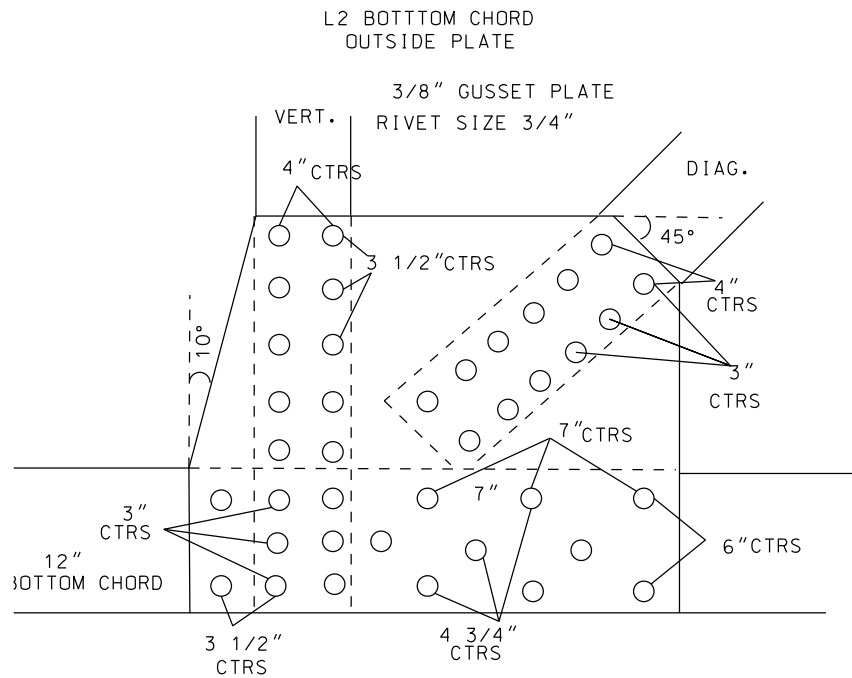 L2 BOTTTOM CHORD
OUTSIDE PLATE
3/8" GUSSET PLATE
VERT.
RIVET SIZE 3/4"
4" CTRS
DIAG.
45°
3 1/2" CTRS
4"
CTRS
10°
3"
CTRS
7" CTRS
7"
3"
CTRS
6" CTRS
12"
BOTTOM CHORD
3 1/2"
CTRS
4 3/4"
CTRS